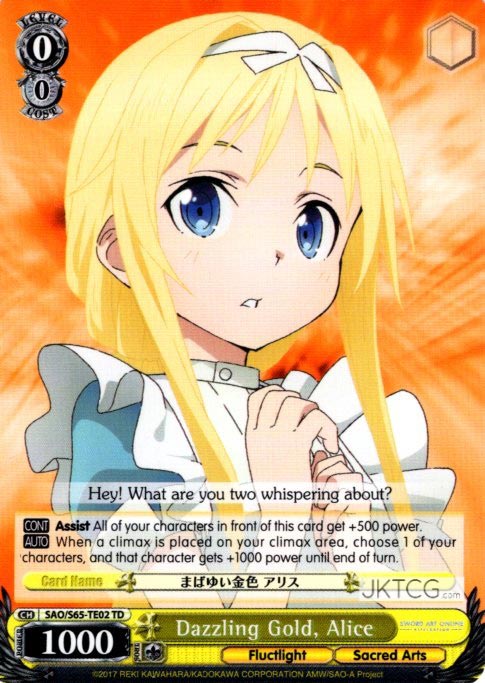 LEVEL
0
0
COST
Hey! What are you two whispering about?
CONT Assist All of your characters in front of this card get +500 power.
AUTO When a climax is placed on your climax area, choose 1 of your
characters, and that character gets +1000 power until end of turn.
Card Name
まばゆい金色 アリス
JKTCG.com
CH SAO/S65-TE02 TD
POWER
1000
SOUL
Dazzling Gold, Alice
SWORD ART ONLINE
Fluctlight
Sacred Arts
©2017 REKI KAWAHARA/KADOKAWA CORPORATION AMW/SAO-A Project